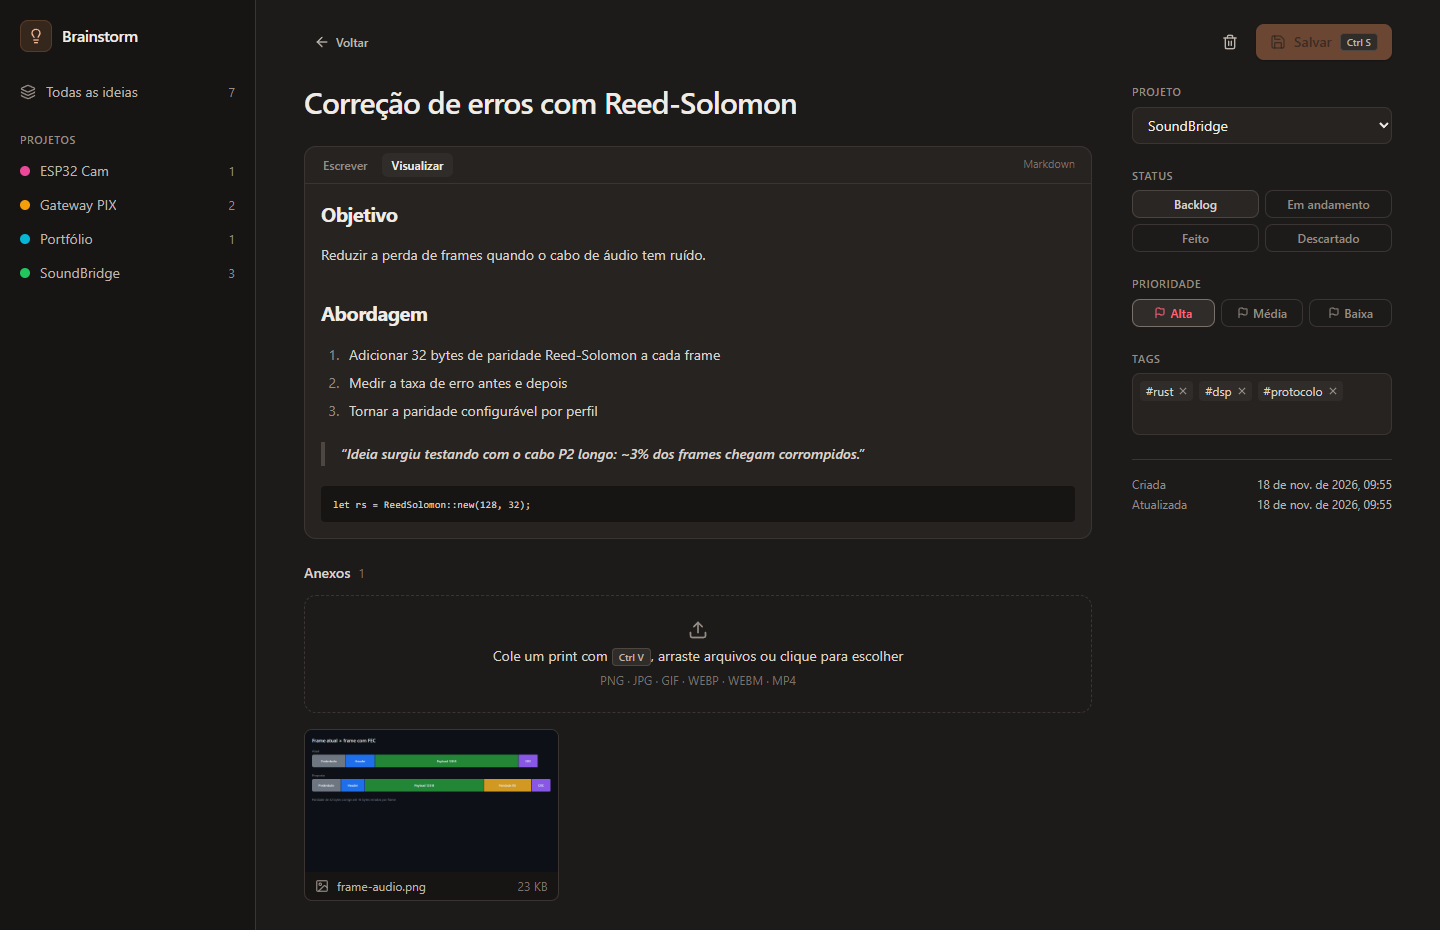 Brainstorm
Todas as ideias 7
PROJETOS
ESP32 Cam 1
Gateway PIX 2
Portfólio 1
SoundBridge 3
Voltar
Salvar Ctrl S
Correção de erros com Reed-Solomon
Escrever Visualizar Markdown
Objetivo
Reduzir a perda de frames quando o cabo de áudio tem ruído.
Abordagem
1. Adicionar 32 bytes de paridade Reed-Solomon a cada frame
2. Medir a taxa de erro antes e depois
3. Tornar a paridade configurável por perfil
“Ideia surgiu testando com o cabo P2 longo: ~3% dos frames chegam corrompidos.”
let rs = ReedSolomon::new(128, 32);
Anexos 1
Cole um print com Ctrl V, arraste arquivos ou clique para escolher
PNG · JPG · GIF · WEBP · WEBM · MP4
Frame atual × frame com FEC
frame-audio.png 23 KB
PROJETO
SoundBridge
STATUS
Backlog Em andamento
Feito Descartado
PRIORIDADE
Alta Média Baixa
TAGS
#rust × #dsp × #protocolo ×
Criada 18 de nov. de 2026, 09:55
Atualizada 18 de nov. de 2026, 09:55